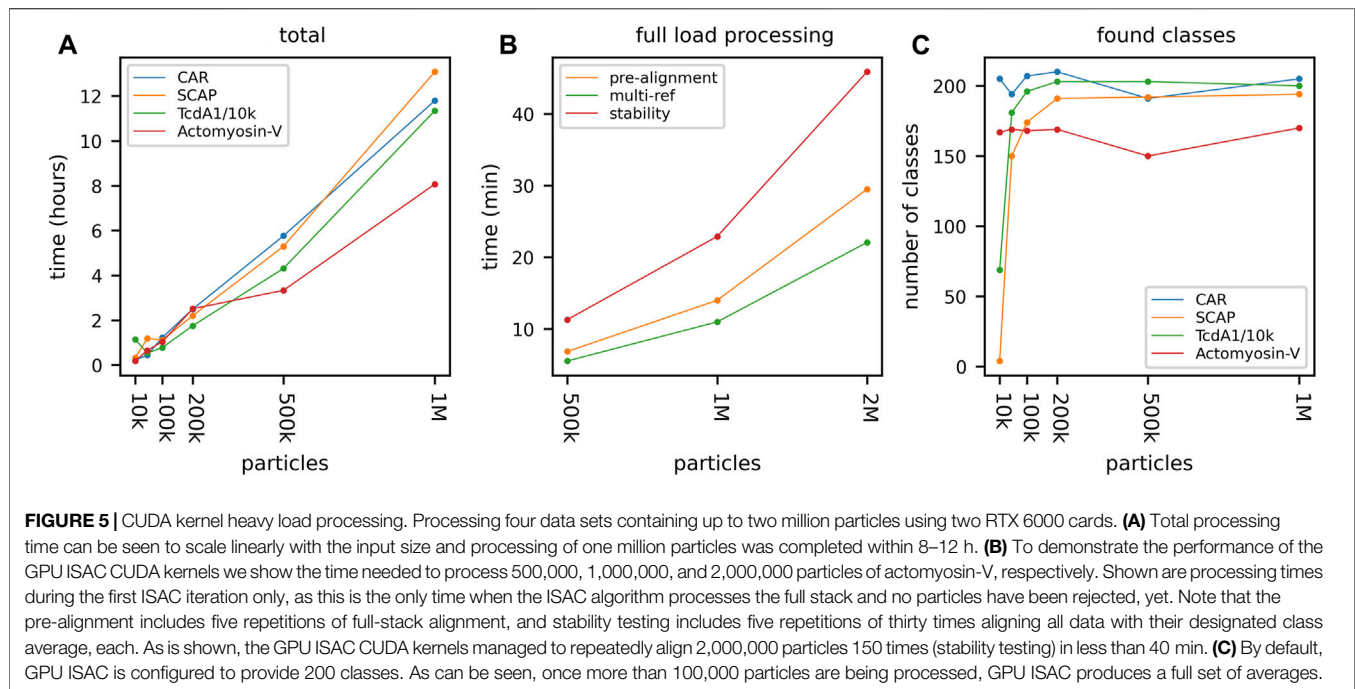 A
total
CAR
SCAP
TcdA1/10k
Actomyosin-V
time (hours)
12
10
8
6
4
2
0
10k
100k
200k
500k
1M
particles
B
full load processing
pre-alignment
multi-ref
stability
time (min)
40
30
20
10
500k
1M
2M
particles
C
found classes
number of classes
200
150
100
50
0
CAR
SCAP
TcdA1/10k
Actomyosin-V
10k
100k
200k
500k
1M
particles
FIGURE 5 | CUDA kernel heavy load processing. Processing four data sets containing up to two million particles using two RTX 6000 cards. (A) Total processing
time can be seen to scale linearly with the input size and processing of one million particles was completed within 8–12 h. (B) To demonstrate the performance of the
GPU ISAC CUDA kernels we show the time needed to process 500,000, 1,000,000, and 2,000,000 particles of actomyosin-V, respectively. Shown are processing times
during the first ISAC iteration only, as this is the only time when the ISAC algorithm processes the full stack and no particles have been rejected, yet. Note that the
pre-alignment includes five repetitions of full-stack alignment, and stability testing includes five repetitions of thirty times aligning all data with their designated class
average, each. As is shown, the GPU ISAC CUDA kernels managed to repeatedly align 2,000,000 particles 150 times (stability testing) in less than 40 min. (C) By default,
GPU ISAC is configured to provide 200 classes. As can be seen, once more than 100,000 particles are being processed, GPU ISAC produces a full set of averages.